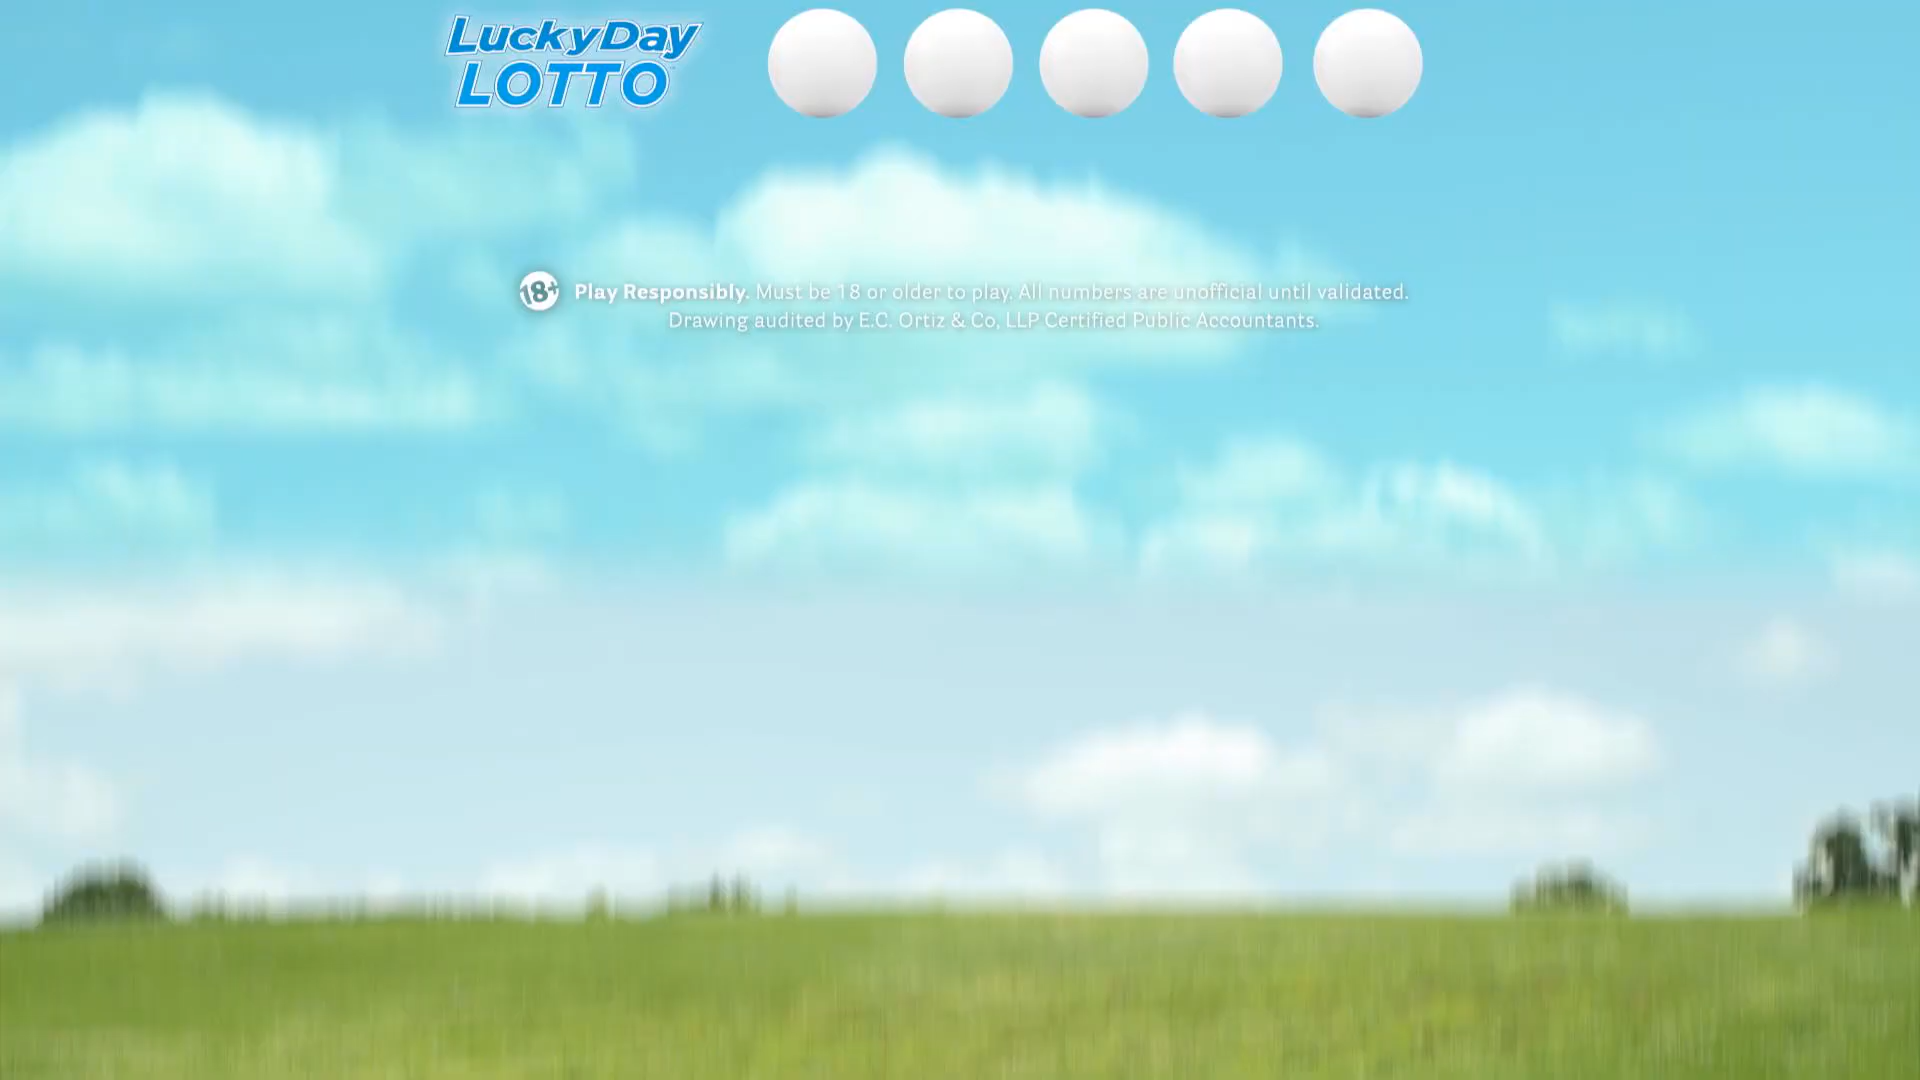 LuckyDay
LOTTO
18+ Play Responsibly. Must be 18 or older to play. All numbers are unofficial until validated.
Drawing audited by E.C. Ortiz & Co, LLP Certified Public Accountants.